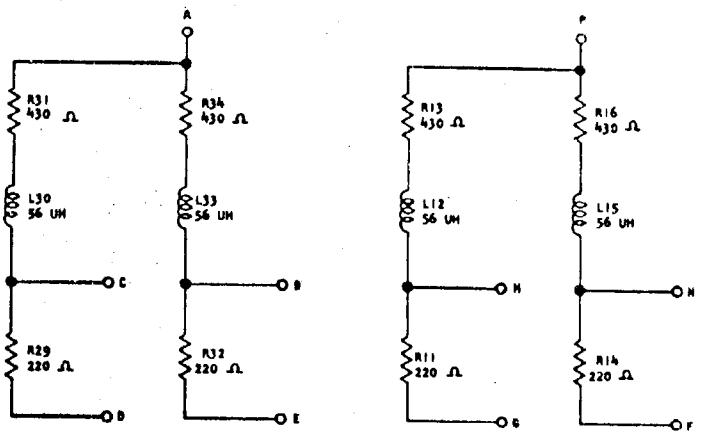 A
P
R31
430 Ω
R34
430 Ω
R13
430 Ω
R16
430 Ω
L30
56 UH
L33
56 UH
L12
56 UH
L15
56 UH
C
B
M
N
R29
220 Ω
R32
220 Ω
R11
220 Ω
R14
220 Ω
D
E
G
F